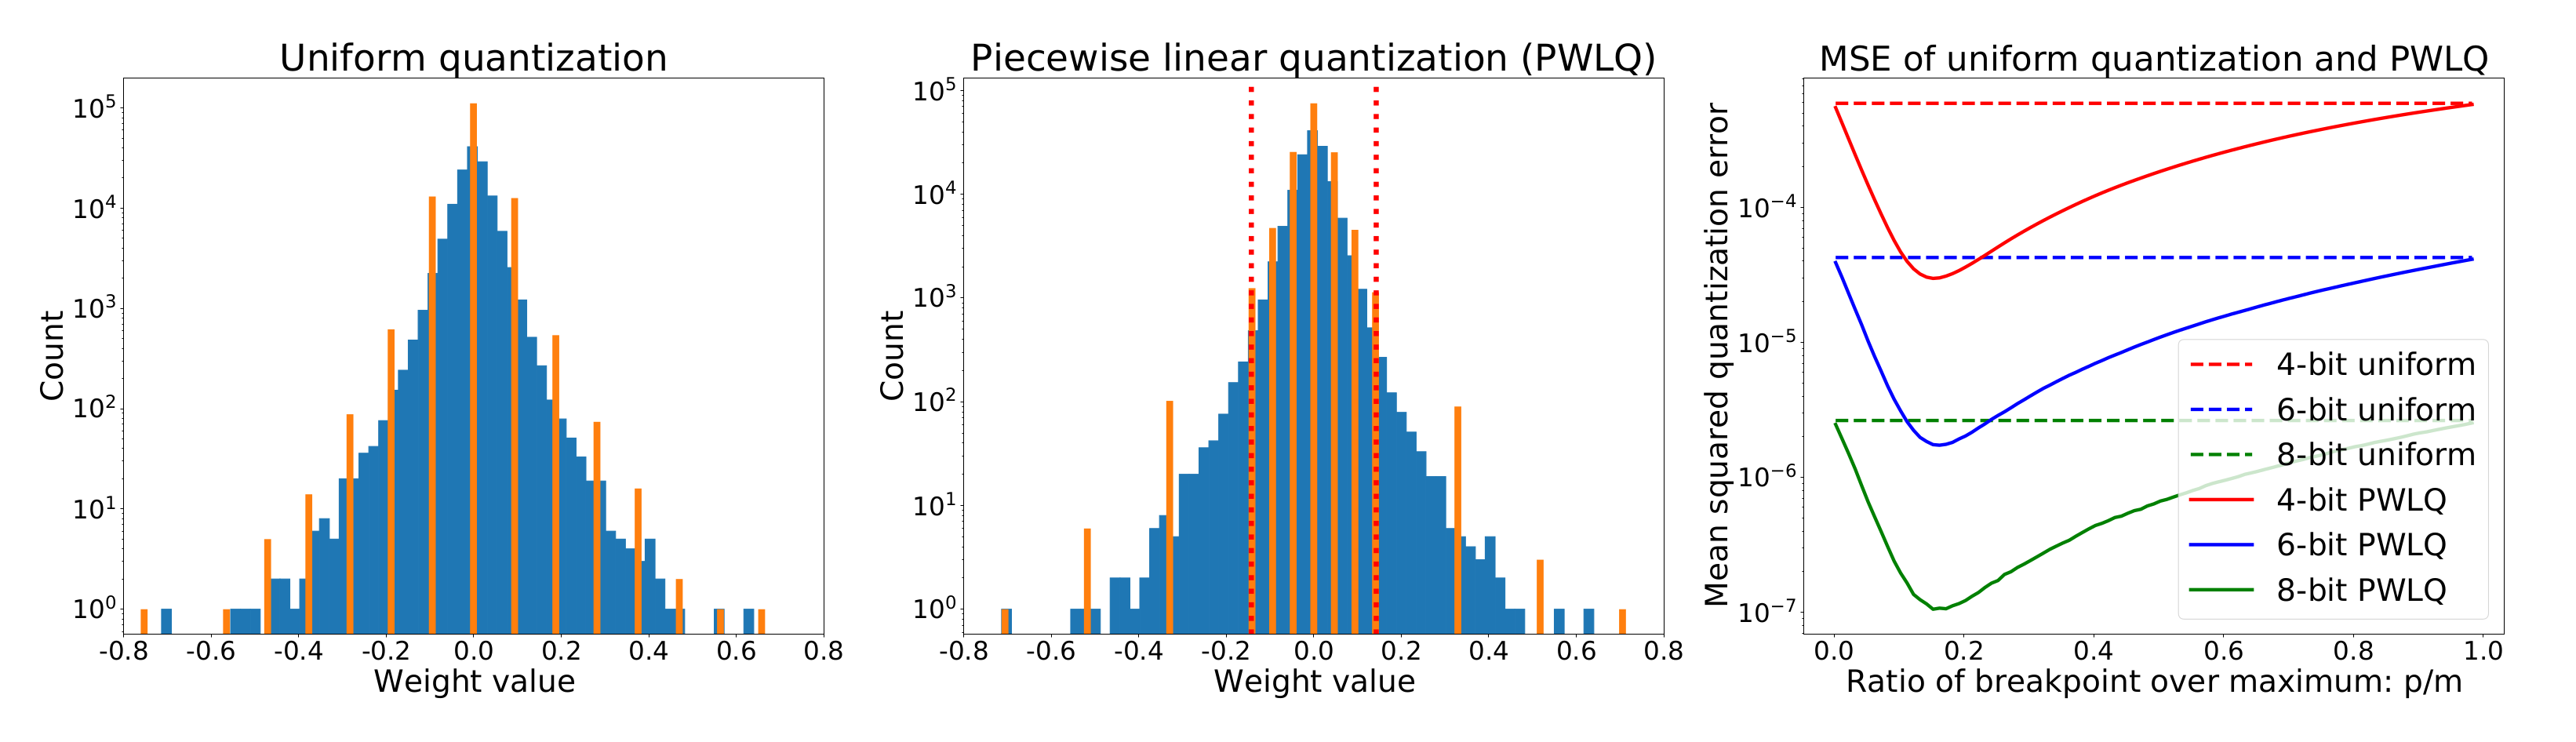 Uniform quantization
10^5
10^4
10^3
10^2
10^1
10^0
Count
-0.8 -0.6 -0.4 -0.2 0.0 0.2 0.4 0.6 0.8
Weight value
Piecewise linear quantization (PWLQ)
10^5
10^4
10^3
10^2
10^1
10^0
Count
-0.8 -0.6 -0.4 -0.2 0.0 0.2 0.4 0.6 0.8
Weight value
MSE of uniform quantization and PWLQ
Mean squared quantization error
10^-4
10^-5
10^-6
10^-7
4-bit uniform
6-bit uniform
8-bit uniform
4-bit PWLQ
6-bit PWLQ
8-bit PWLQ
0.0 0.2 0.4 0.6 0.8 1.0
Ratio of breakpoint over maximum: p/m